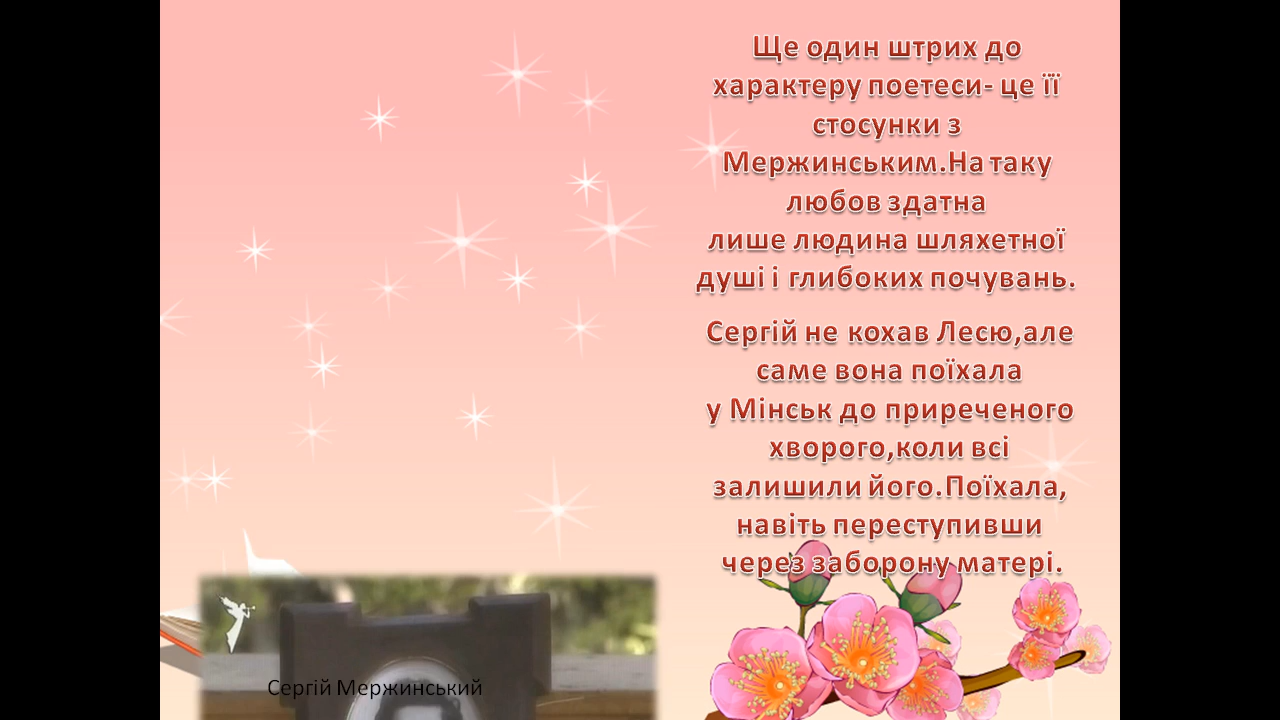 Ще один штрих до
характеру поетеси- це її
стосунки з
Мержинським.На таку
любов здатна
лише людина шляхетної
душі і глибоких почувань.
Сергій не кохав Лесю,але
саме вона поїхала
у Мінськ до приреченого
хворого,коли всі
залишили його.Поїхала,
навіть переступивши
через заборону матері.
Сергій Мержинський